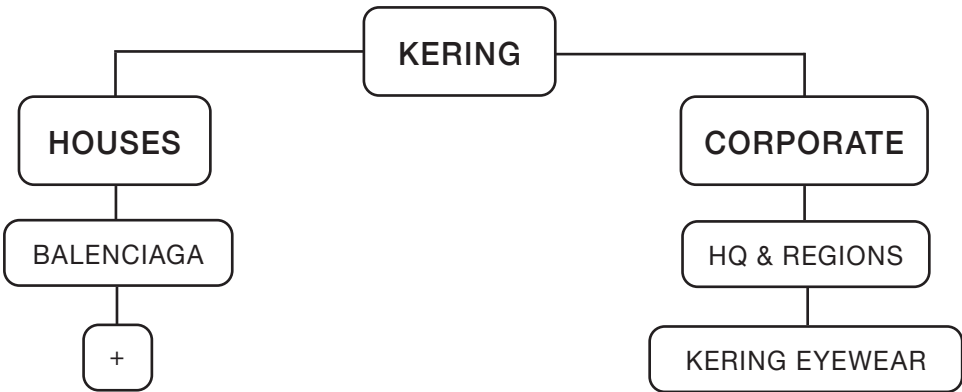 KERING
HOUSES
CORPORATE
BALENCIAGA
HQ & REGIONS
+
KERING EYEWEAR